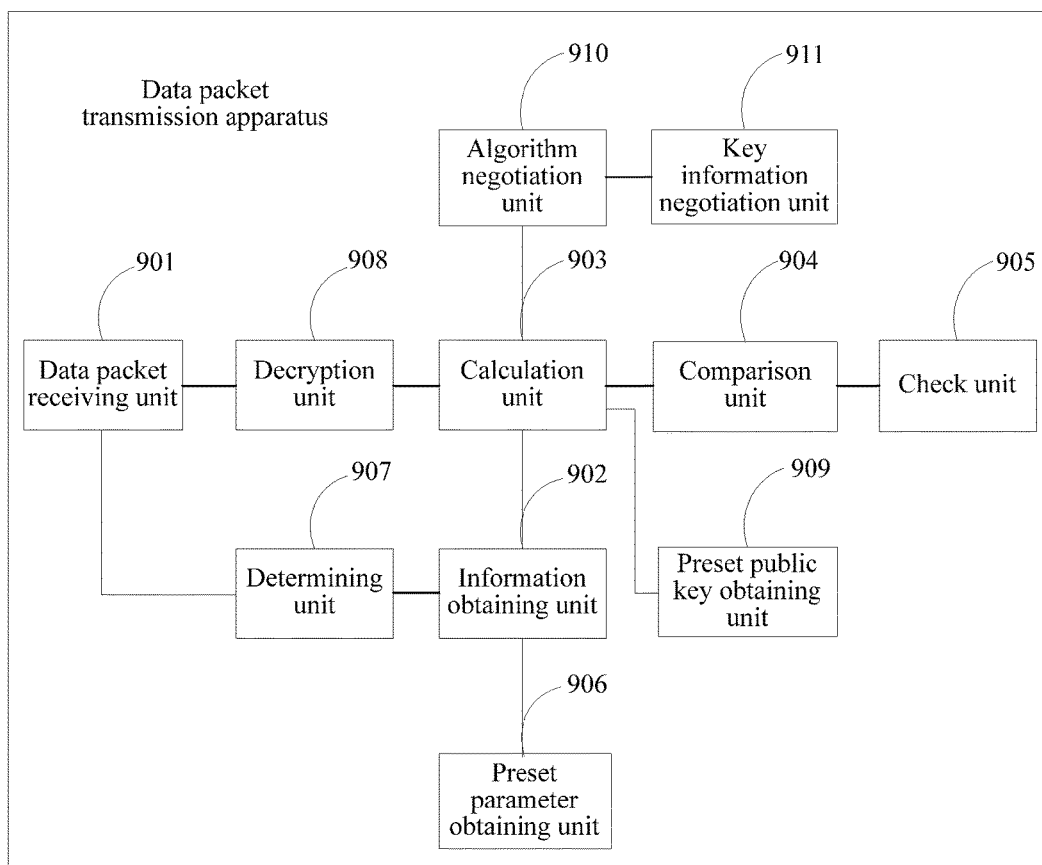 910
911
Data packet
transmission apparatus
Algorithm
negotiation
unit
Key
information
negotiation unit
901
908
903
904
905
Data packet
receiving unit
Decryption
unit
Calculation
unit
Comparison
unit
Check unit
907
902
909
Determining
unit
Information
obtaining unit
Preset public
key obtaining
unit
906
Preset
parameter
obtaining unit